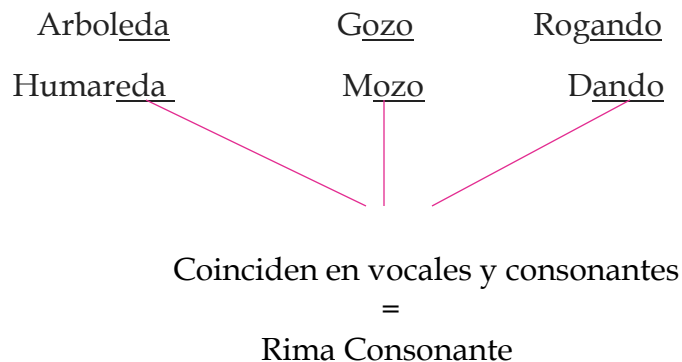 Arboleda Gozo Rogando
Humareda Mozo Dando
Coinciden en vocales y consonantes
=
Rima Consonante